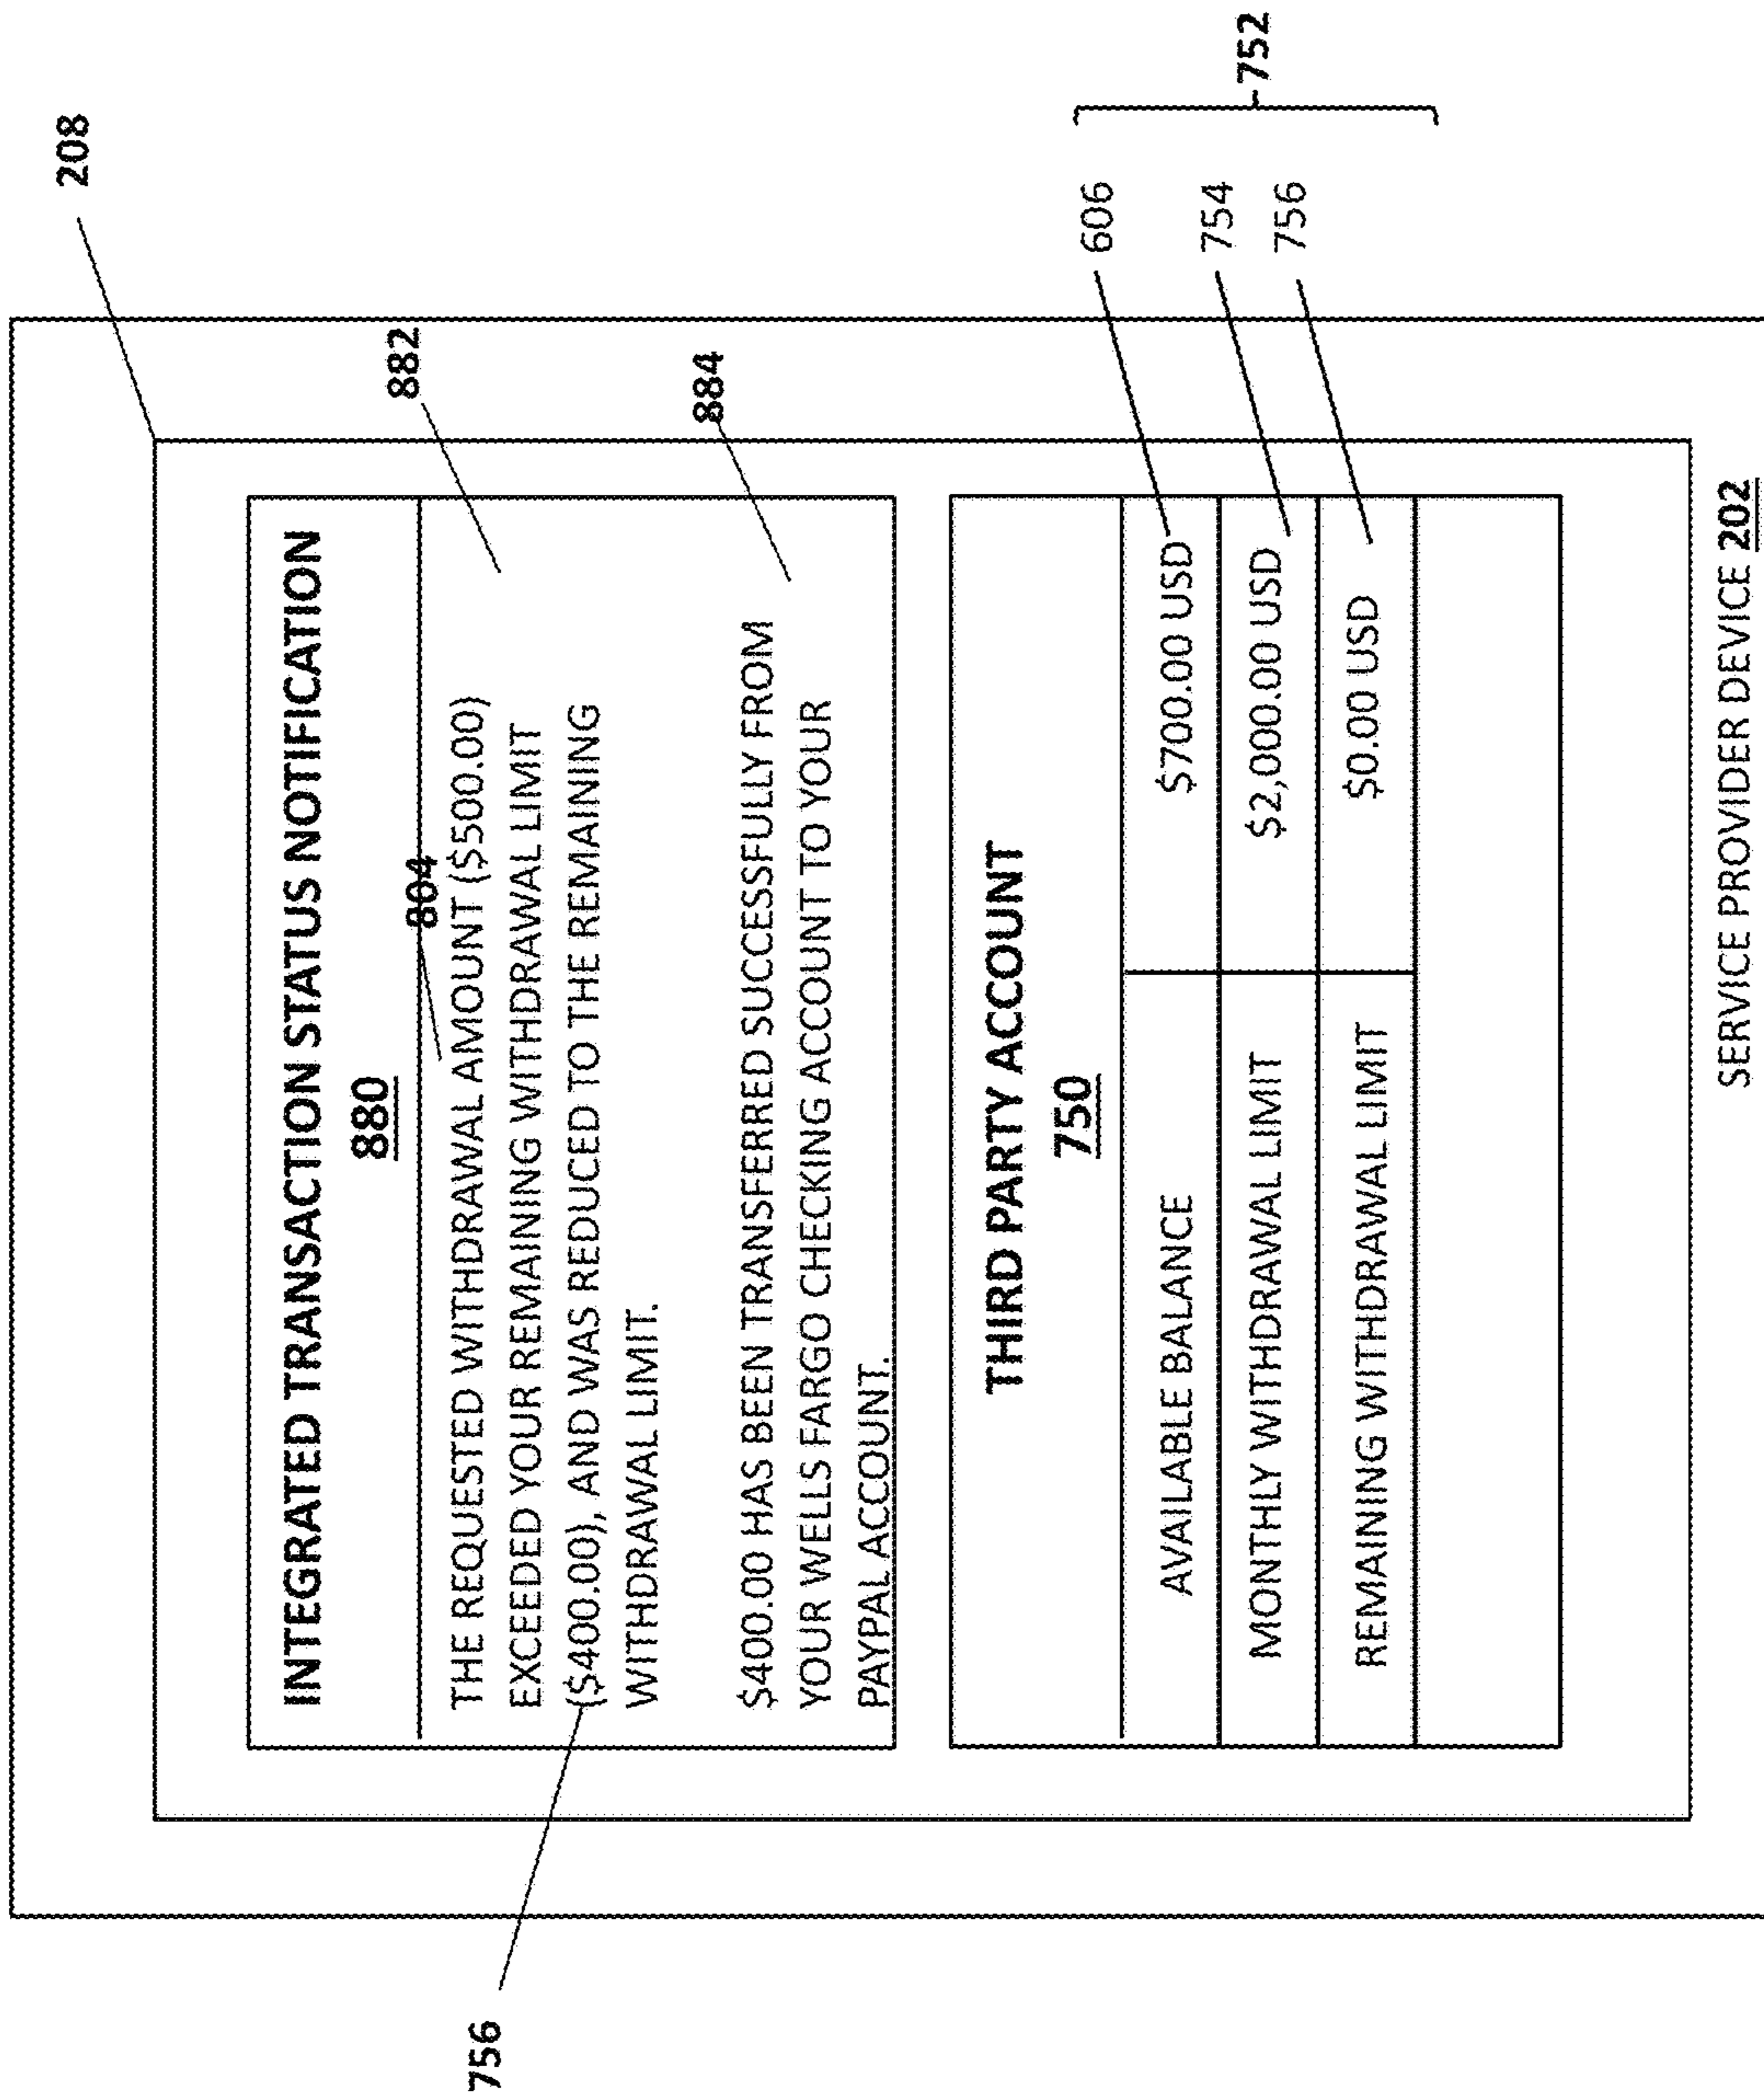 208
INTEGRATED TRANSACTION STATUS NOTIFICATION
880
804
882
THE REQUESTED WITHDRAWAL AMOUNT ($500.00)
EXCEEDED YOUR REMAINING WITHDRAWAL LIMIT
($400.00), AND WAS REDUCED TO THE REMAINING
WITHDRAWAL LIMIT.
756
884
$400.00 HAS BEEN TRANSFERRED SUCCESSFULLY FROM
YOUR WELLS FARGO CHECKING ACCOUNT TO YOUR
PAYPAL ACCOUNT.
THIRD PARTY ACCOUNT
750
AVAILABLE BALANCE $700.00 USD 606
MONTHLY WITHDRAWAL LIMIT $2,000.00 USD 754
REMAINING WITHDRAWAL LIMIT $0.00 USD 756
752
SERVICE PROVIDER DEVICE 202